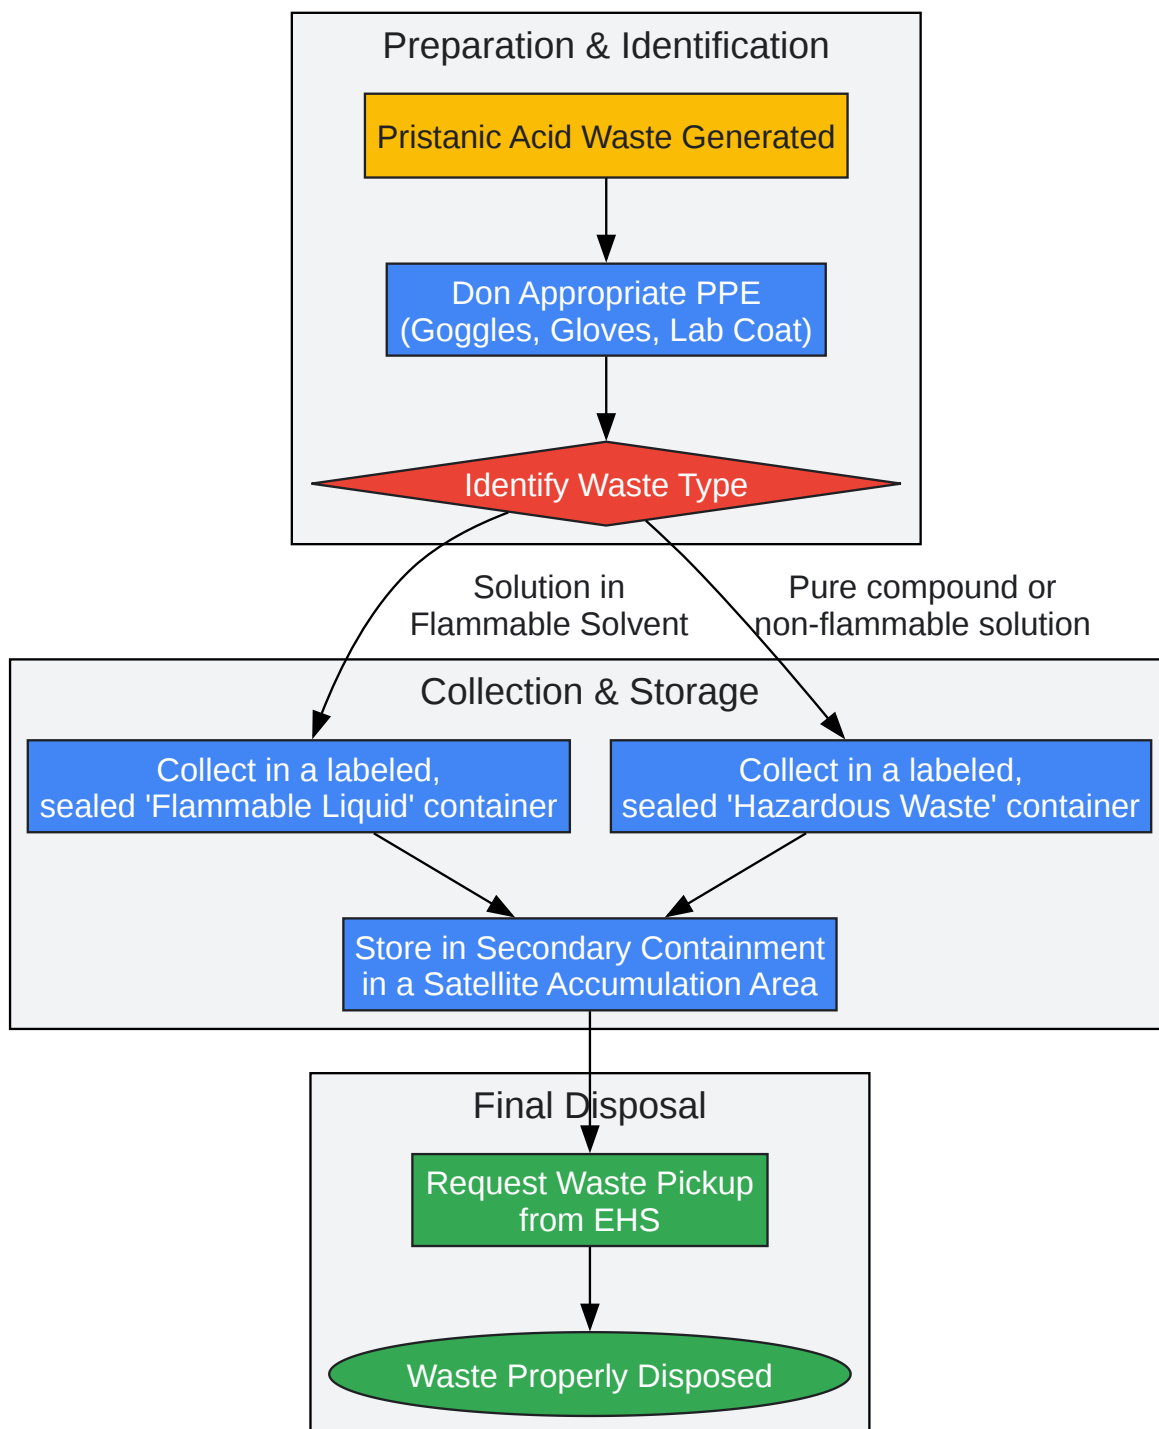 Preparation & Identification
Pristanic Acid Waste Generated
Don Appropriate PPE
(Goggles, Gloves, Lab Coat)
Identify Waste Type
Solution in
Flammable Solvent
Pure compound or
non-flammable solution
Collection & Storage
Collect in a labeled,
sealed 'Flammable Liquid' container
Collect in a labeled,
sealed 'Hazardous Waste' container
Store in Secondary Containment
in a Satellite Accumulation Area
Final Disposal
Request Waste Pickup
from EHS
Waste Properly Disposed